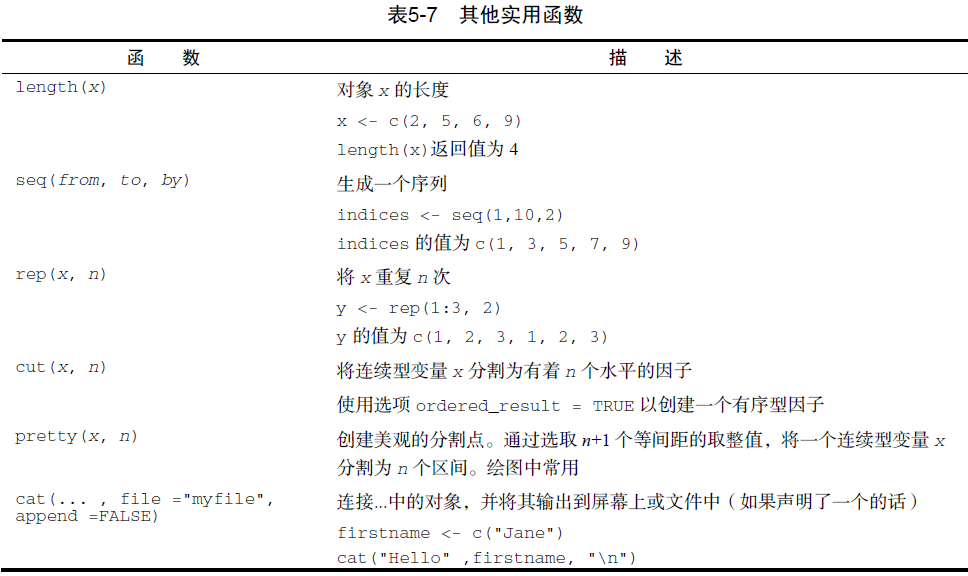 表5-7 其他实用函数
函 数 描 述
length(x) 对象 x 的长度
x <- c(2, 5, 6, 9)
length(x)返回值为 4
seq(from, to, by) 生成一个序列
indices <- seq(1,10,2)
indices 的值为 c(1, 3, 5, 7, 9)
rep(x, n) 将 x 重复 n 次
y <- rep(1:3, 2)
y 的值为 c(1, 2, 3, 1, 2, 3)
cut(x, n) 将连续型变量 x 分割为有着 n 个水平的因子
使用选项 ordered_result = TRUE 以创建一个有序型因子
pretty(x, n) 创建美观的分割点。通过选取 n+1 个等间距的取整值，将一个连续型变量 x
分割为 n 个区间。绘图中常用
cat(... , file ="myfile", 连接...中的对象，并将其输出到屏幕上或文件中（如果声明了一个的话）
append =FALSE)
firstname <- c("Jane")
cat("Hello" ,firstname, "\n")